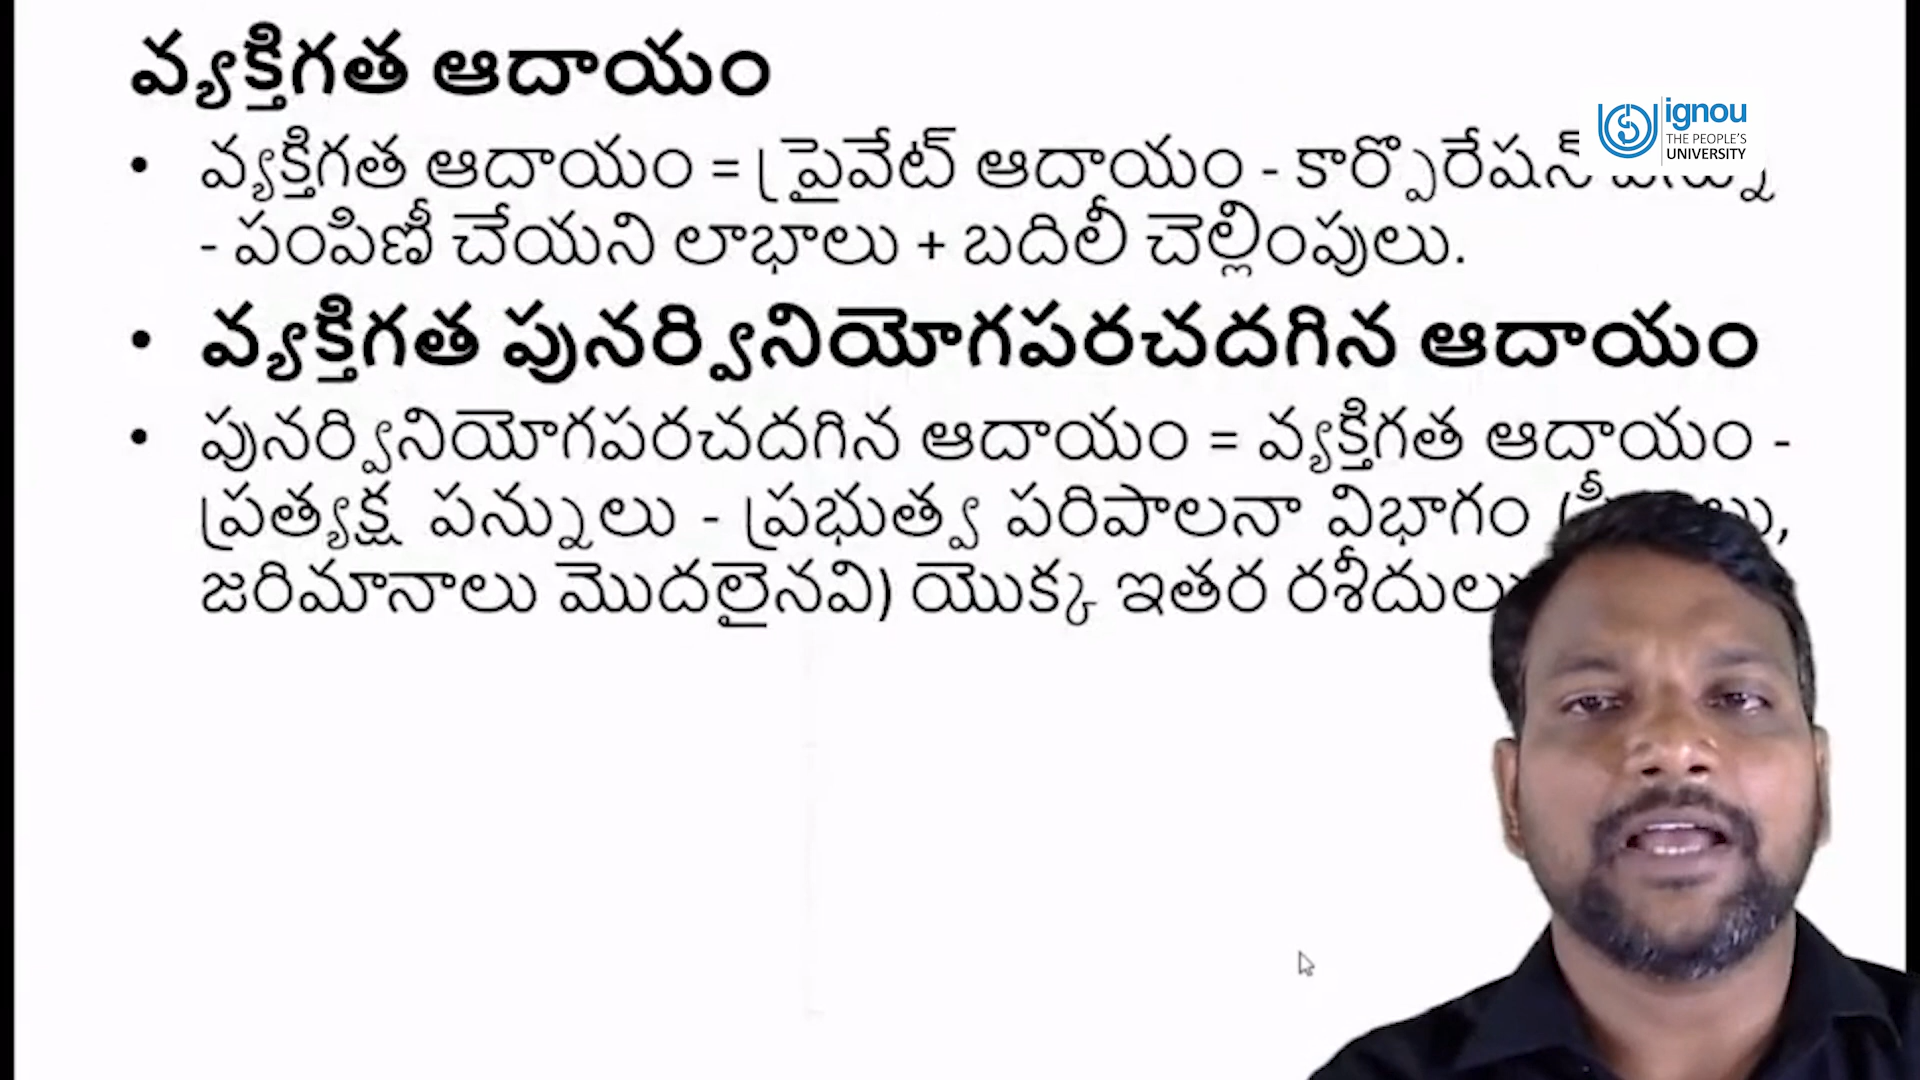 వ్యక్తిగత ఆదాయం
• వ్యక్తిగత ఆదాయం = ప్రైవేట్ ఆదాయం - కార్పొరేషన్
- పంపిణీ చేయని లాభాలు + బదిలీ చెల్లింపులు.
• వ్యక్తిగత పునర్వినియోగపరచదగిన ఆదాయం
• పునర్వినియోగపరచదగిన ఆదాయం = వ్యక్తిగత ఆదాయం -
ప్రత్యక్ష పన్నులు - ప్రభుత్వ పరిపాలనా విభాగం
జరిమానాలు మొదలైనవి) యొక్క ఇతర రశీదులు
ignou
THE PEOPLE'S
UNIVERSITY